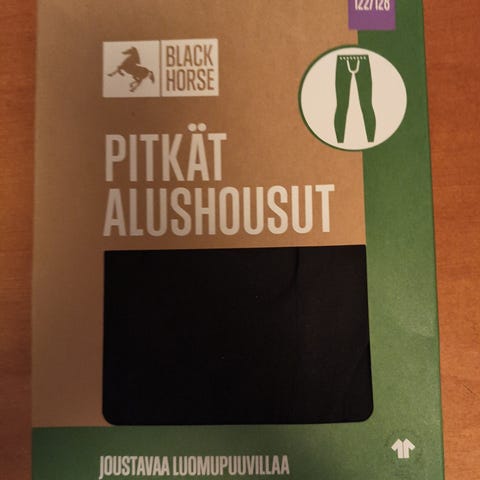 122/128
BLACK
HORSE
PITKÄT
ALUSHOUSUT
JOUSTAVAA LUOMUPUUVILLAA